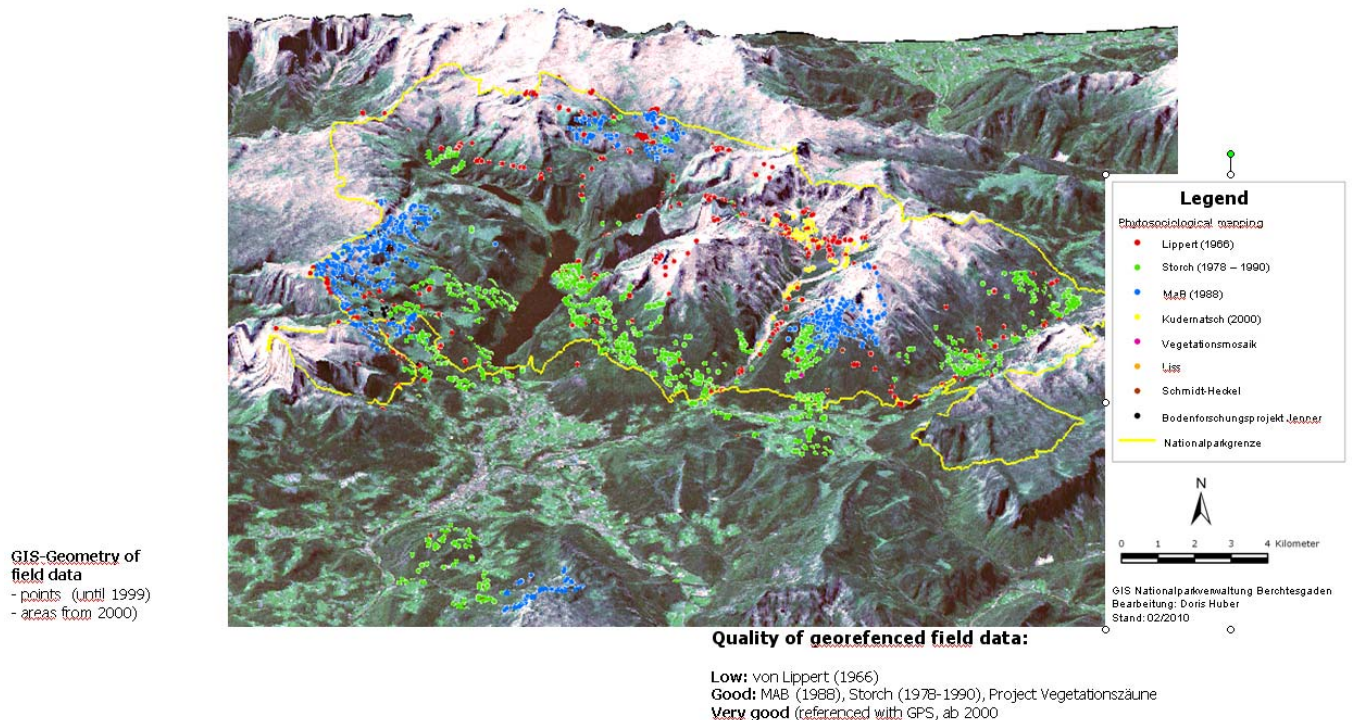 Legend
Phytosociological mapping
Lippert (1966)
Storch (1978 – 1990)
MaB (1988)
Kudernatsch (2000)
Vegetationsmosaik
Liss
Schmidt-Heckel
Bodenforschungsprojekt Jenner
Nationalparkgrenze
N
0 1 2 3 4 Kilometer
GIS Nationalparkverwaltung Berchtesgaden
Bearbeitung: Doris Huber
Stand: 02/2010
GIS-Geometry of
field data
- points (until 1999)
- areas from 2000)
Quality of georefenced field data:
Low: von Lippert (1966)
Good: MAB (1988), Storch (1978-1990), Project Vegetationszäune
Very good (referenced with GPS, ab 2000